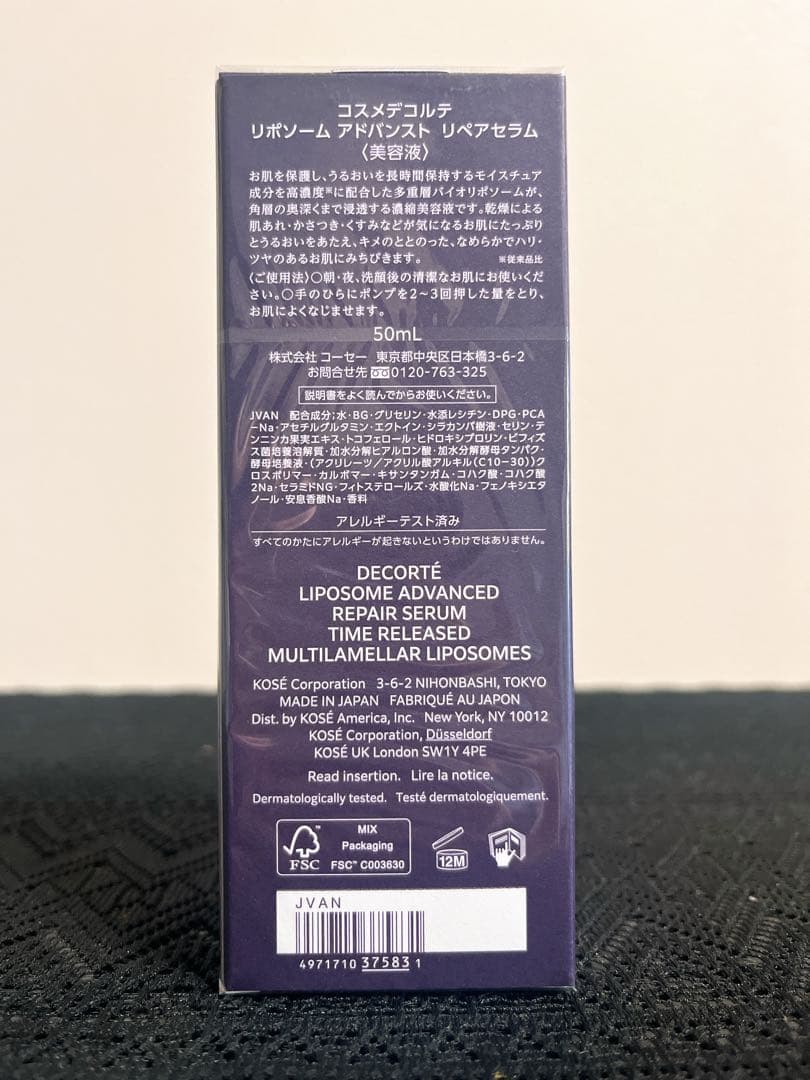 コスメデコルテ
リポソーム アドバンスト リペアセラム
〈美容液〉
お肌を保護し、うるおいを長時間保持するモイスチュア
成分を高濃度※に配合した多重層バイオリポソームが、
角層の奥深くまで浸透する濃縮美容液です。乾燥による
肌あれ・かさつき・くすみなどが気になるお肌にたっぷり
とうるおいをあたえ、キメのととのった、なめらかでハリ・
ツヤのあるお肌にみちびきます。 ※従来品比
〈ご使用法〉○朝・夜、洗顔後の清潔なお肌にお使いくだ
さい。○手のひらにポンプを2~3回押した量をとり、
お肌によくなじませます。
50mL
株式会社 コーセー 東京都中央区日本橋3-6-2
お問合せ先 0120-763-325
説明書をよく読んでからお使いください。
JVAN 配合成分:水・BG・グリセリン・水添レシチン・DPG・PCA
-Na・アセチルグルタミン・エクトイン・シラカンバ樹液・セリン・テ
ンニンカ果実エキス・トコフェロール・ヒドロキシプロリン・ビフィズ
ス菌培養溶解質・加水分解ヒアルロン酸・加水分解酵母タンパク・
酵母培養液・(アクリレーツ/アクリル酸アルキル(C10-30))ク
ロスポリマー・カルボマー・キサンタンガム・コハク酸・コハク酸
2Na・セラミドNG・フィトステロールズ・水酸化Na・フェノキシエタ
ノール・安息香酸Na・香料
アレルギーテスト済み
すべてのかたにアレルギーが起きないというわけではありません。
DECORTÉ
LIPOSOME ADVANCED
REPAIR SERUM
TIME RELEASED
MULTILAMELLAR LIPOSOMES
KOSÉ Corporation 3-6-2 NIHONBASHI, TOKYO
MADE IN JAPAN FABRIQUÉ AU JAPON
Dist. by KOSÉ America, Inc. New York, NY 10012
KOSÉ Corporation, Düsseldorf
KOSÉ UK London SW1Y 4PE
Read insertion. Lire la notice.
Dermatologically tested. Testé dermatologiquement.
FSC™
MIX
Packaging
FSC™ C003630
12M
JVAN
4971710 37583 1